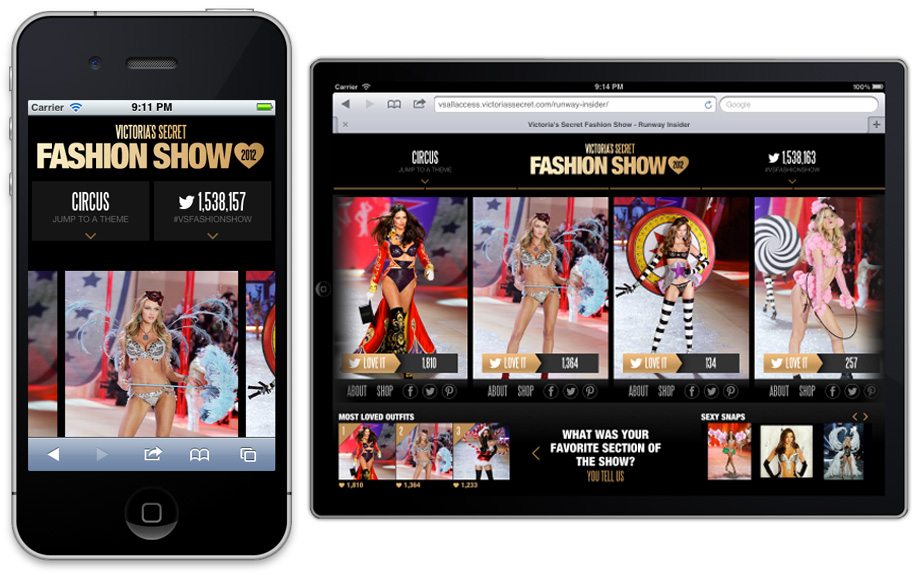 Carrier 9:11 PM
VICTORIA'S SECRET
FASHION SHOW 2012
CIRCUS
JUMP TO A THEME
1,538,157
#VSFASHIONSHOW
Carrier 9:14 PM 100%
vsallaccess.victoriassecret.com/runway-insider/
Google
Victoria's Secret Fashion Show - Runway Insider
CIRCUS
JUMP TO A THEME
VICTORIA'S SECRET
FASHION SHOW 2012
1,538,163
#VSFASHIONSHOW
LOVE IT 1,810
LOVE IT 1,364
LOVE IT 134
LOVE IT 257
ABOUT SHOP
ABOUT SHOP
ABOUT SHOP
ABOUT SHOP
MOST LOVED OUTFITS
1 2 3
1,810 1,364 1,233
WHAT WAS YOUR
FAVORITE SECTION OF
THE SHOW?
YOU TELL US
SEXY SNAPS